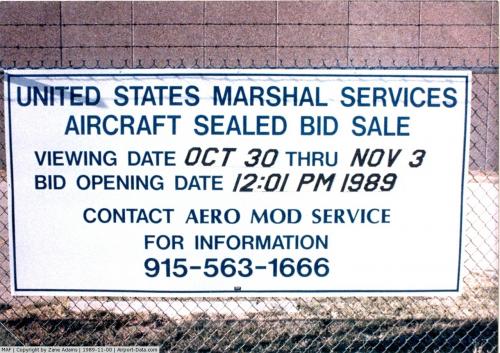 UNITED STATES MARSHAL SERVICES
AIRCRAFT SEALED BID SALE
VIEWING DATE OCT 30 THRU NOV 3
BID OPENING DATE 12:01 PM 1989
CONTACT AERO MOD SERVICE
FOR INFORMATION
915-563-1666
MAF | Copyright by Zane Adams | 1989-11-00 | Airport-Data.com